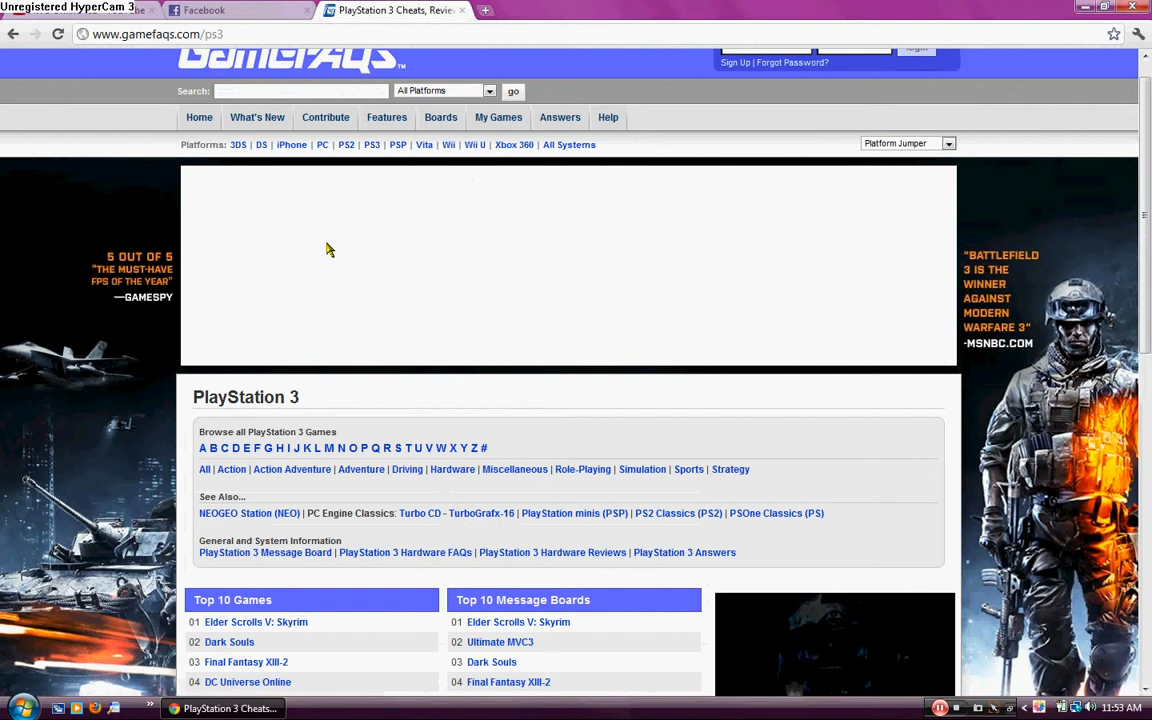 Unregistered HyperCam 3
Facebook
PlayStation 3 Cheats, Revie
www.gamefaqs.com/ps3
GameFAQs
Sign Up | Forgot Password?
Search:
All Platforms
go
Home
What's New
Contribute
Features
Boards
My Games
Answers
Help
Platforms: 3DS | DS | iPhone | PC | PS2 | PS3 | PSP | Vita | Wii | Wii U | Xbox 360 | All Systems
Platform Jumper
5 OUT OF 5
"THE MUST-HAVE
FPS OF THE YEAR"
—GAMESPY
"BATTLEFIELD
3 IS THE
WINNER
AGAINST
MODERN
WARFARE 3"
-MSNBC.COM
PlayStation 3
Browse all PlayStation 3 Games
A B C D E F G H I J K L M N O P Q R S T U V W X Y Z #
All | Action | Action Adventure | Adventure | Driving | Hardware | Miscellaneous | Role-Playing | Simulation | Sports | Strategy
See Also...
NEOGEO Station (NEO) | PC Engine Classics: Turbo CD - TurboGrafx-16 | PlayStation minis (PSP) | PS2 Classics (PS2) | PSOne Classics (PS)
General and System Information
PlayStation 3 Message Board | PlayStation 3 Hardware FAQs | PlayStation 3 Hardware Reviews | PlayStation 3 Answers
Top 10 Games
01 Elder Scrolls V: Skyrim
02 Dark Souls
03 Final Fantasy XIII-2
04 DC Universe Online
Top 10 Message Boards
01 Elder Scrolls V: Skyrim
02 Ultimate MVC3
03 Dark Souls
04 Final Fantasy XIII-2
PlayStation 3 Cheats...
11:53 AM